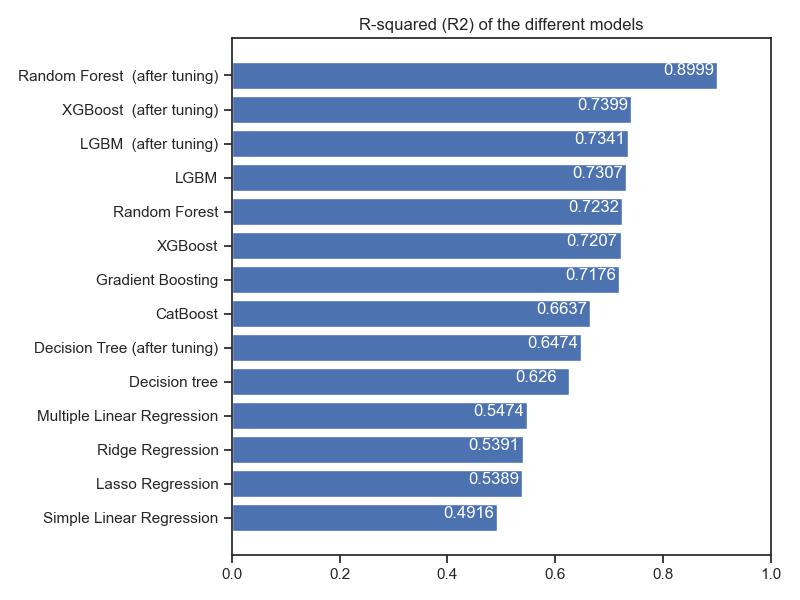 R-squared (R2) of the different models
Random Forest  (after tuning) 0.8999
XGBoost  (after tuning) 0.7399
LGBM  (after tuning) 0.7341
LGBM 0.7307
Random Forest 0.7232
XGBoost 0.7207
Gradient Boosting 0.7176
CatBoost 0.6637
Decision Tree (after tuning) 0.6474
Decision tree 0.626
Multiple Linear Regression 0.5474
Ridge Regression 0.5391
Lasso Regression 0.5389
Simple Linear Regression 0.4916
0.0 0.2 0.4 0.6 0.8 1.0